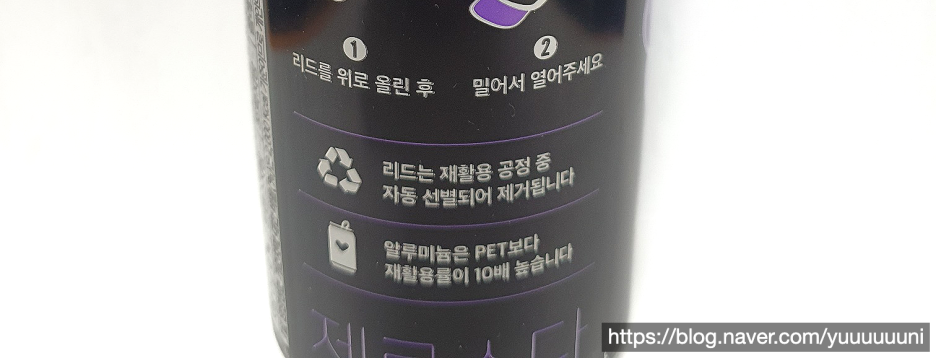 1
2
리드를 위로 올린 후
밀어서 열어주세요
리드는 재활용 공정 중
자동 선별되어 제거됩니다
알루미늄은 PET보다
재활용률이 10배 높습니다
https://blog.naver.com/yuuuuuuni